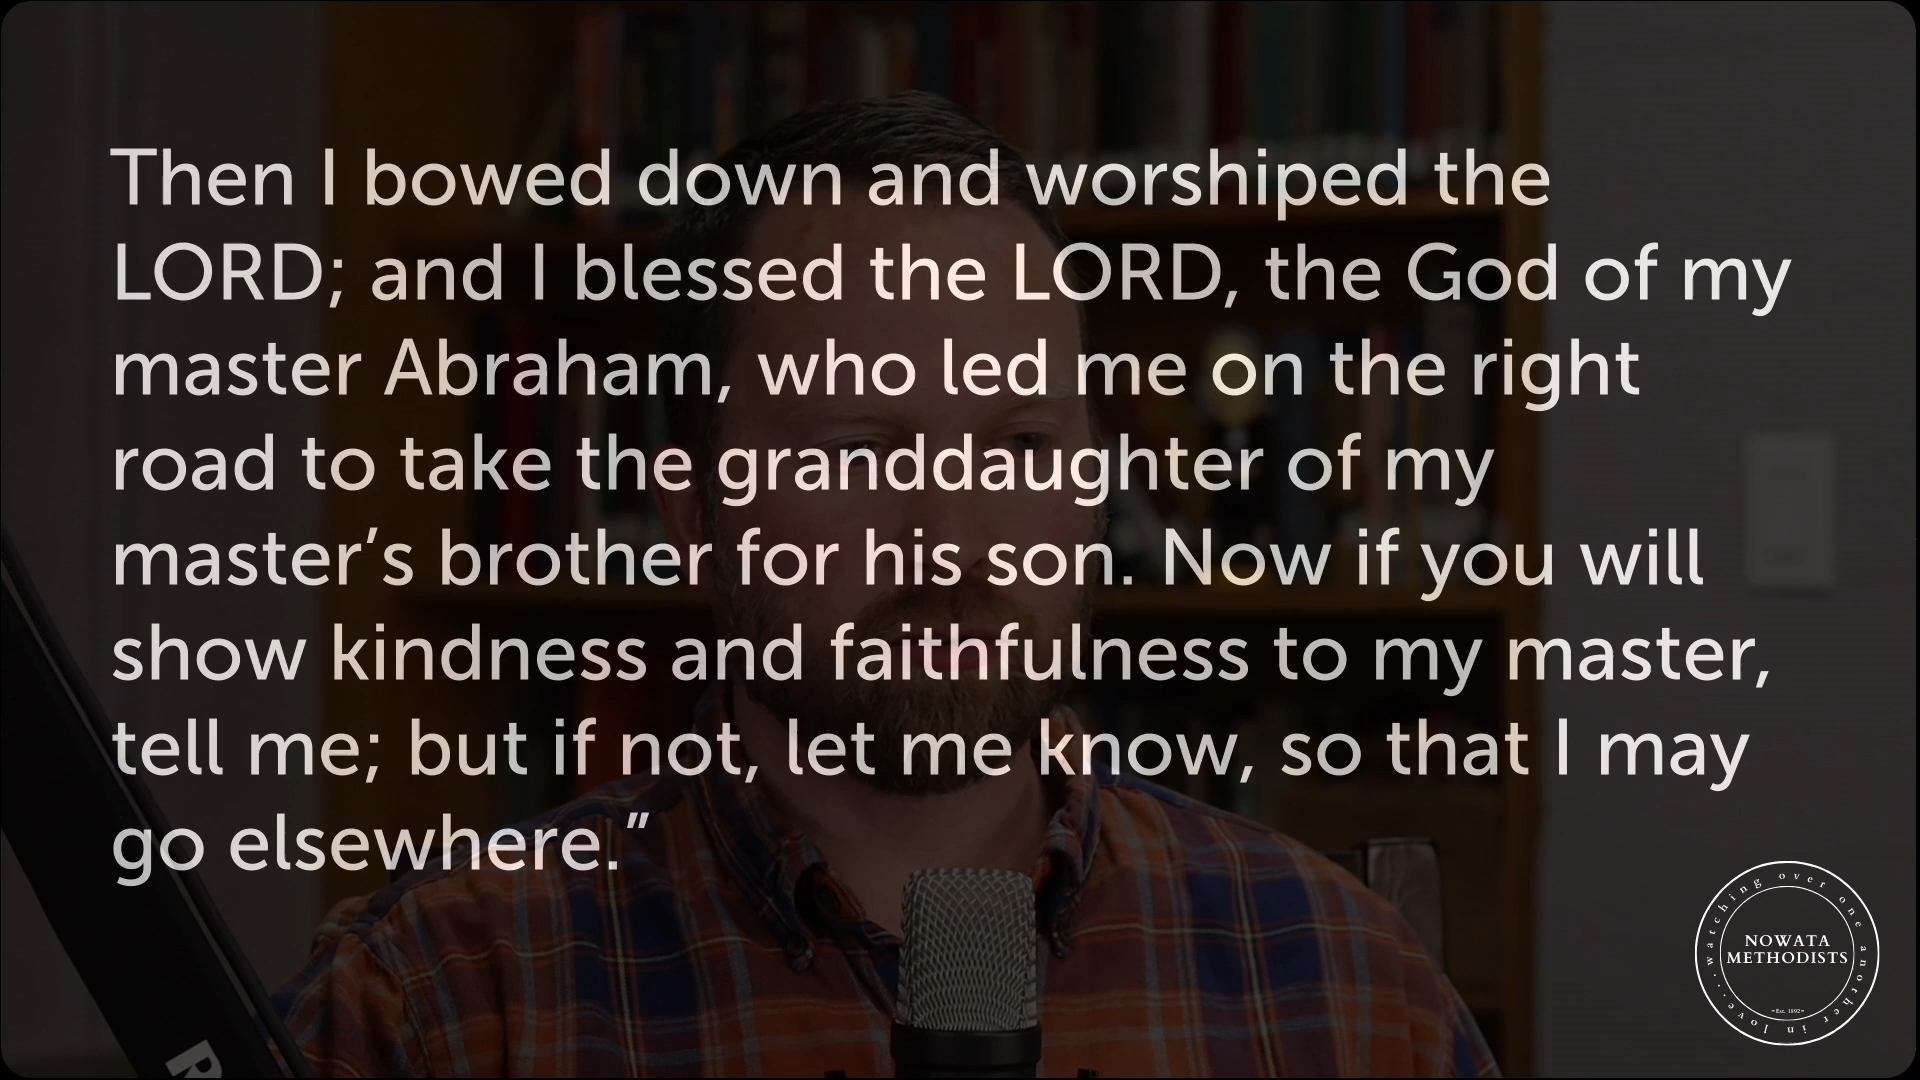 Then I bowed down and worshiped the
LORD; and I blessed the LORD, the God of my
master Abraham, who led me on the right
road to take the granddaughter of my
master’s brother for his son. Now if you will
show kindness and faithfulness to my master,
tell me; but if not, let me know, so that I may
go elsewhere.”
watching over one another in love...
NOWATA
METHODISTS
~Est. 1892~
R